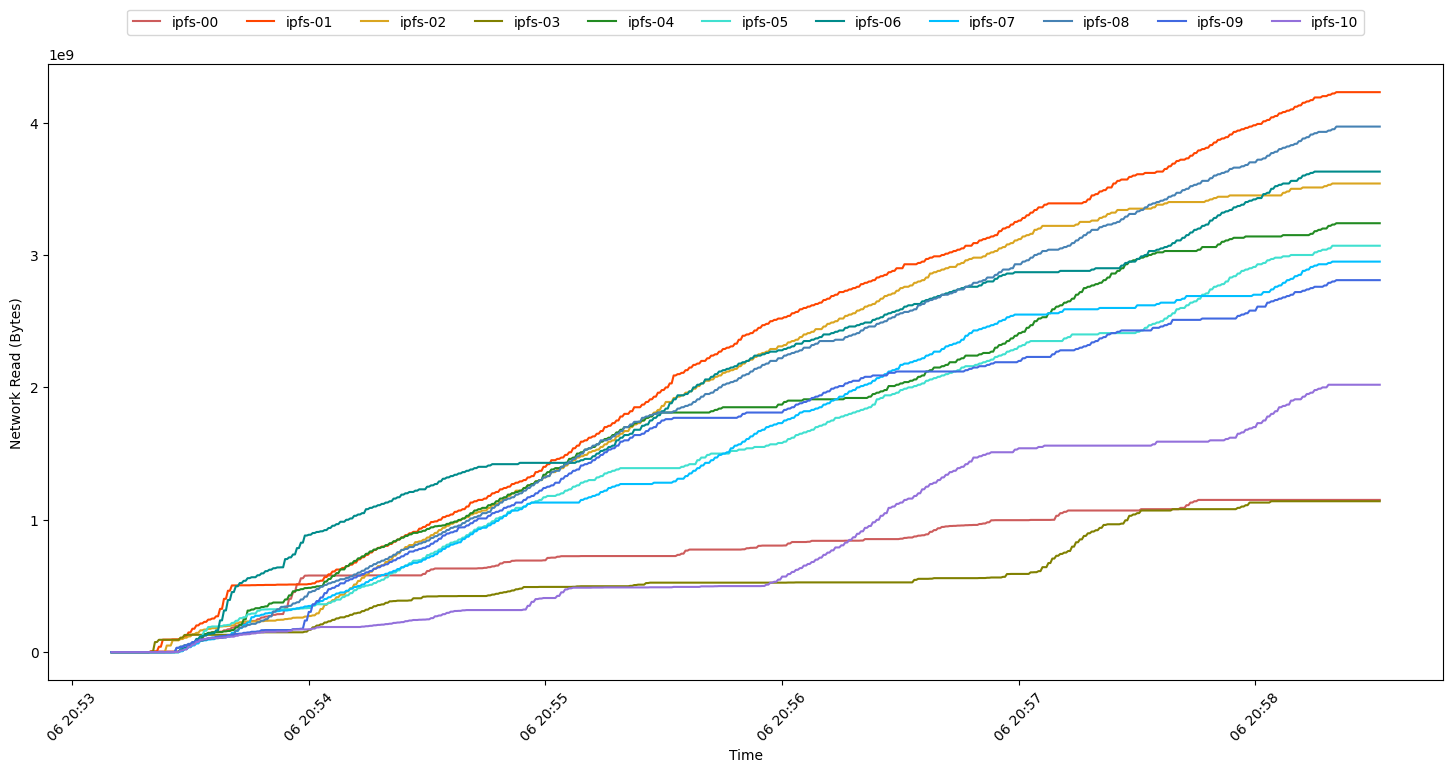 ipfs-00 ipfs-01 ipfs-02 ipfs-03 ipfs-04 ipfs-05 ipfs-06 ipfs-07 ipfs-08 ipfs-09 ipfs-10
1e9
4
3
2
1
0
Network Read (Bytes)
06 20:53 06 20:54 06 20:55 06 20:56 06 20:57 06 20:58
Time